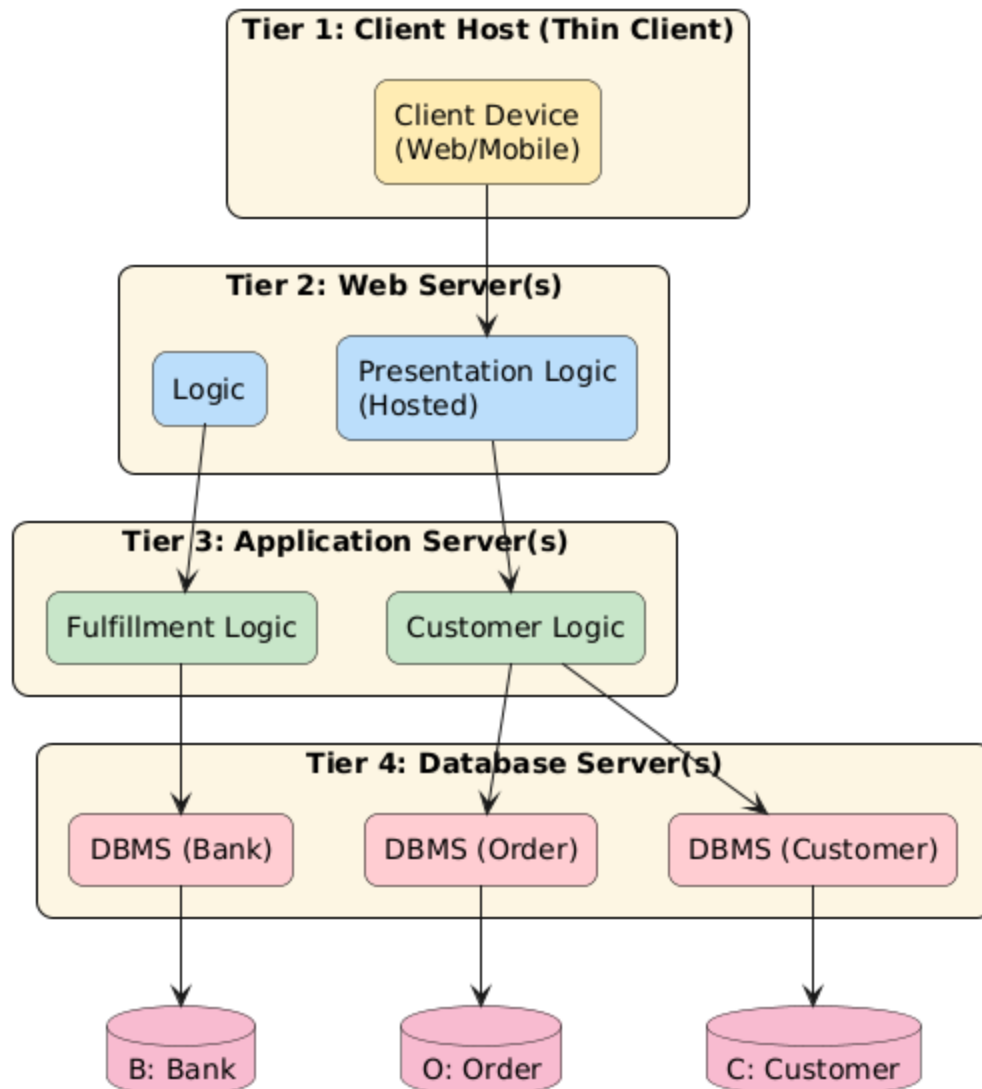 Tier 1: Client Host (Thin Client)
Client Device
(Web/Mobile)
Tier 2: Web Server(s)
Logic
Presentation Logic
(Hosted)
Tier 3: Application Server(s)
Fulfillment Logic
Customer Logic
Tier 4: Database Server(s)
DBMS (Bank)
DBMS (Order)
DBMS (Customer)
B: Bank
O: Order
C: Customer